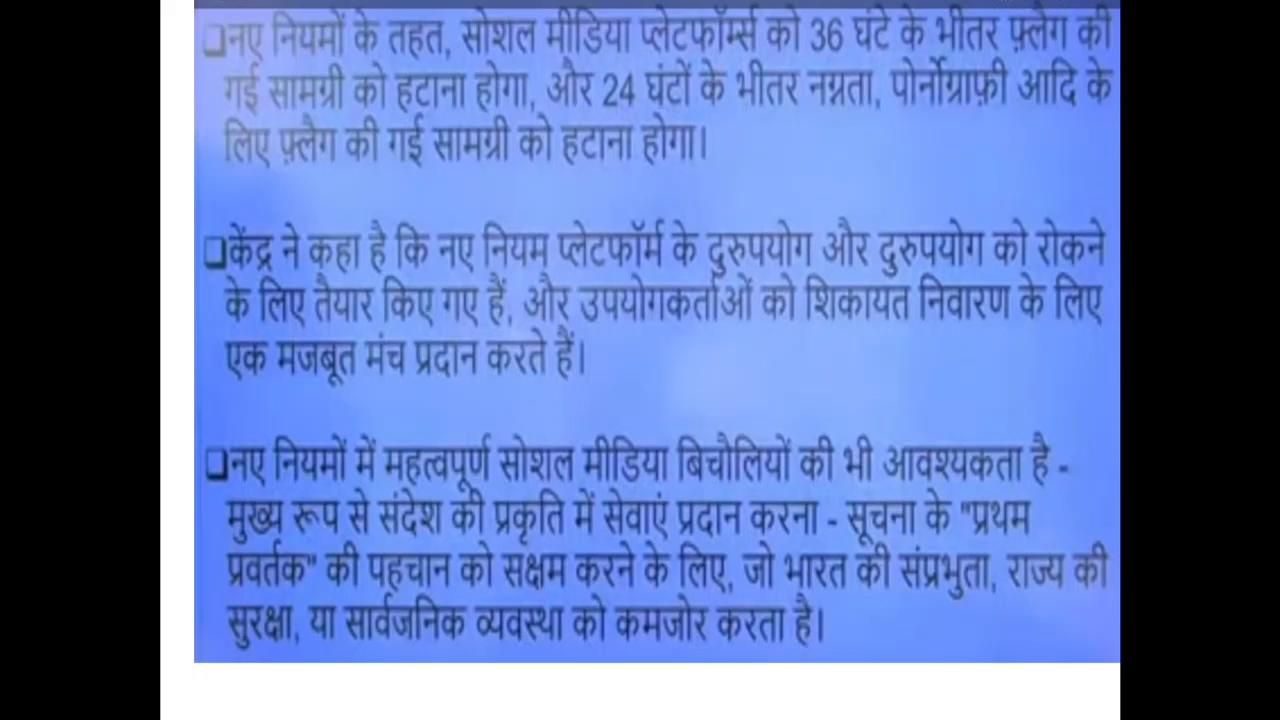 ❑नए नियमों के तहत, सोशल मीडिया प्लेटफॉर्म्स को 36 घंटे के भीतर फ़्लैग की
गई सामग्री को हटाना होगा, और 24 घंटों के भीतर नग्नता, पोर्नोग्राफ़ी आदि के
लिए फ़्लैग की गई सामग्री को हटाना होगा।
❑केंद्र ने कहा है कि नए नियम प्लेटफॉर्म के दुरुपयोग और दुरुपयोग को रोकने
के लिए तैयार किए गए हैं, और उपयोगकर्ताओं को शिकायत निवारण के लिए
एक मजबूत मंच प्रदान करते हैं।
❑नए नियमों में महत्वपूर्ण सोशल मीडिया बिचौलियों की भी आवश्यकता है -
मुख्य रूप से संदेश की प्रकृति में सेवाएं प्रदान करना - सूचना के "प्रथम
प्रवर्तक" की पहचान को सक्षम करने के लिए, जो भारत की संप्रभुता, राज्य की
सुरक्षा, या सार्वजनिक व्यवस्था को कमजोर करता है।